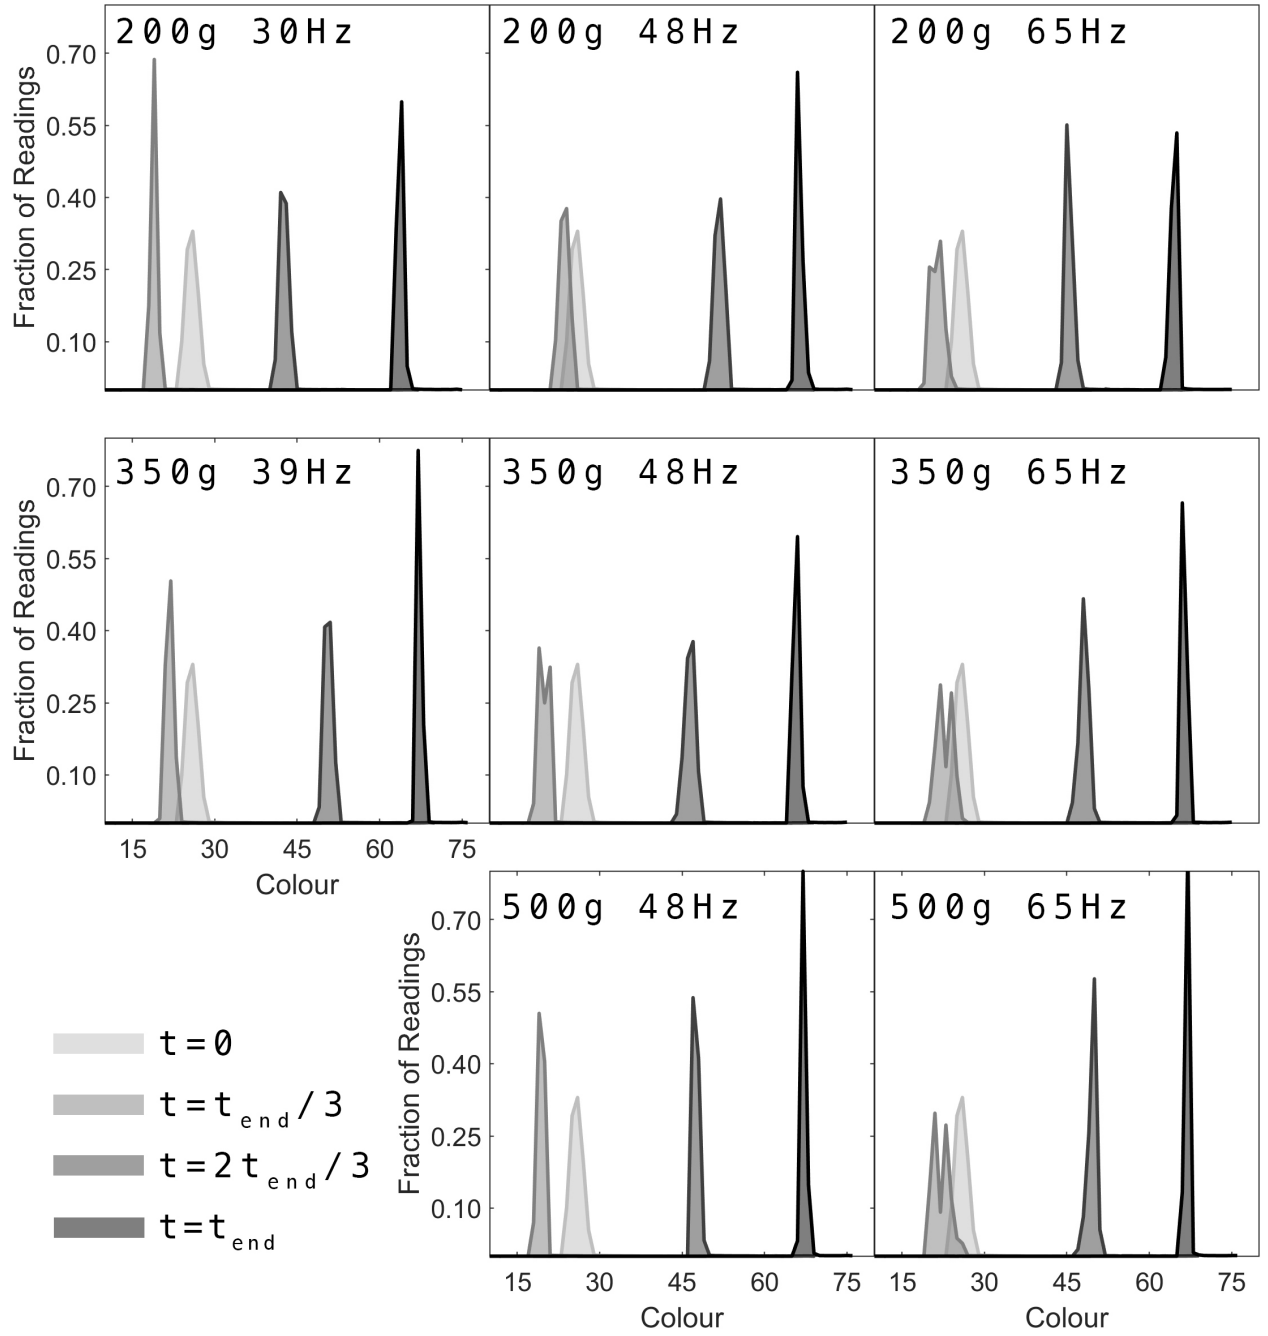 200g 30Hz
200g 48Hz
200g 65Hz
Fraction of Readings
0.70
0.55
0.40
0.25
0.10
350g 39Hz
350g 48Hz
350g 65Hz
Fraction of Readings
0.70
0.55
0.40
0.25
0.10
15 30 45 60 75
Colour
500g 48Hz
500g 65Hz
Fraction of Readings
0.70
0.55
0.40
0.25
0.10
15 30 45 60 75
15 30 45 60 75
Colour
Colour
t=0
t=tend/3
t=2tend/3
t=tend